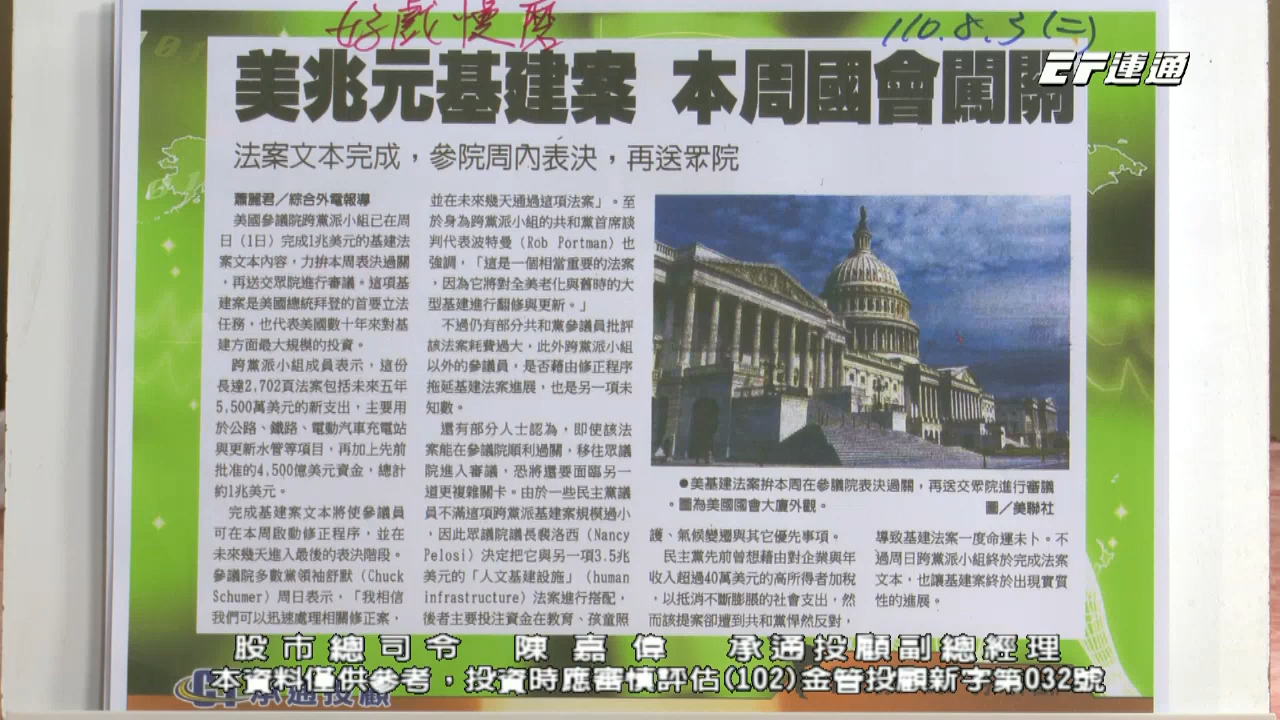 好戲慢磨
110.8.3(二)
CT運通
美兆元基建案 本周國會闖關
法案文本完成，參院周內表決，再送眾院
蕭麗君／綜合外電報導
美國參議院跨黨派小組已在周
日（1日）完成1兆美元的基建法
案文本內容，力拚本周表決過關
，再送交眾院進行審議。這項基
建案是美國總統拜登的首要立法
任務，也代表美國數十年來對基
建方面最大規模的投資。
跨黨派小組成員表示，這份
長達2,702頁法案包括未來五年
5,500萬美元的新支出，主要用
於公路、鐵路、電動汽車充電站
與更新水管等項目，再加上先前
批准的4,500億美元資金，總計
約1兆美元。
完成基建案文本將使參議員
可在本周啟動修正程序，並在
未來幾天進入最後的表決階段。
參議院多數黨領袖舒默（Chuck
Schumer）周日表示，「我相信
我們可以迅速處理相關修正案，
並在未來幾天通過這項法案」。至
於身為跨黨派小組的共和黨首席談
判代表波特曼（Rob Portman）也
強調，「這是一個相當重要的法案
，因為它將對全美老化與舊時的大
型基建進行翻修與更新。」
不過仍有部分共和黨參議員批評
該法案耗費過大，此外跨黨派小組
以外的參議員，是否藉由修正程序
拖延基建法案進展，也是另一項未
知數。
還有部分人士認為，即使該法
案能在參議院順利過關，移往眾議
院進入審議，恐將還要面臨另一
道更複雜關卡。由於一些民主黨議
員不滿這項跨黨派基建案規模過小
，因此眾議院議長裴洛西（Nancy
Pelosi）決定把它與另一項3.5兆
美元的「人文基建設施」（human
infrastructure）法案進行搭配，
後者主要投注資金在教育、孩童照
●美基建法案拚本周在參議院表決過關，再送交眾院進行審議
。圖為美國國會大廈外觀。 圖／美聯社
護、氣候變遷與其它優先事項。
民主黨先前曾想藉由對企業與年
收入超過40萬美元的高所得者加稅
，以抵消不斷膨脹的社會支出，然
而該提案卻遭到共和黨悍然反對，
導致基建法案一度命運未卜。不
過周日跨黨派小組終於完成法案
文本，也讓基建案終於出現實質
性的進展。
股市總司令 陳嘉偉 承通投顧副總經理
本資料僅供參考，投資時應審慎評估(102)金管投顧新字第032號
承通投顧